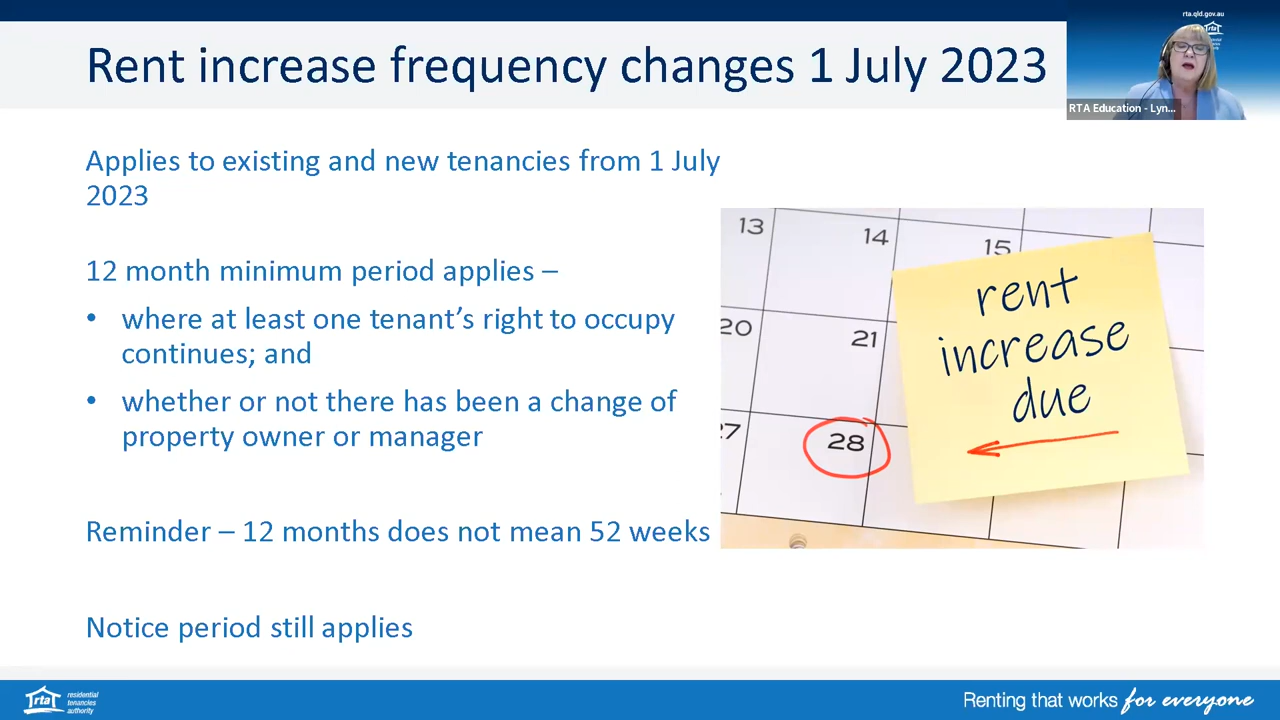 Rent increase frequency changes 1 July 2023
rta.qld.gov.au
RTA Education - Lyn...
Applies to existing and new tenancies from 1 July
2023
12 month minimum period applies –
• where at least one tenant's right to occupy
continues; and
• whether or not there has been a change of
property owner or manager
Reminder – 12 months does not mean 52 weeks
Notice period still applies
13
14
15
rent
increase
due
20
21
27
28
rta
residential
tenancies
authority
Renting that works for everyone